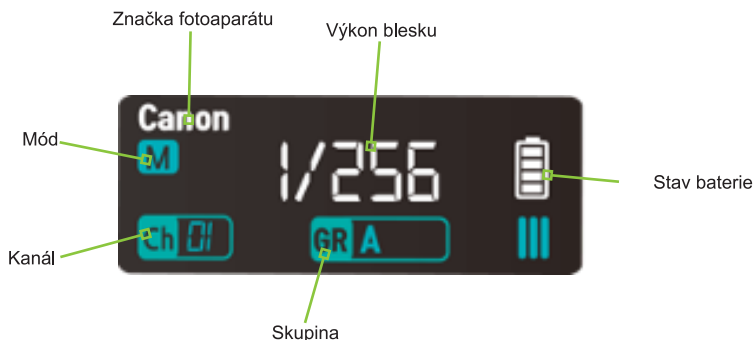 Značka fotoaparátu
Výkon blesku
Canon
Mód
M
1/256
Stav baterie
Ch 01
GR A
Kanál
Skupina